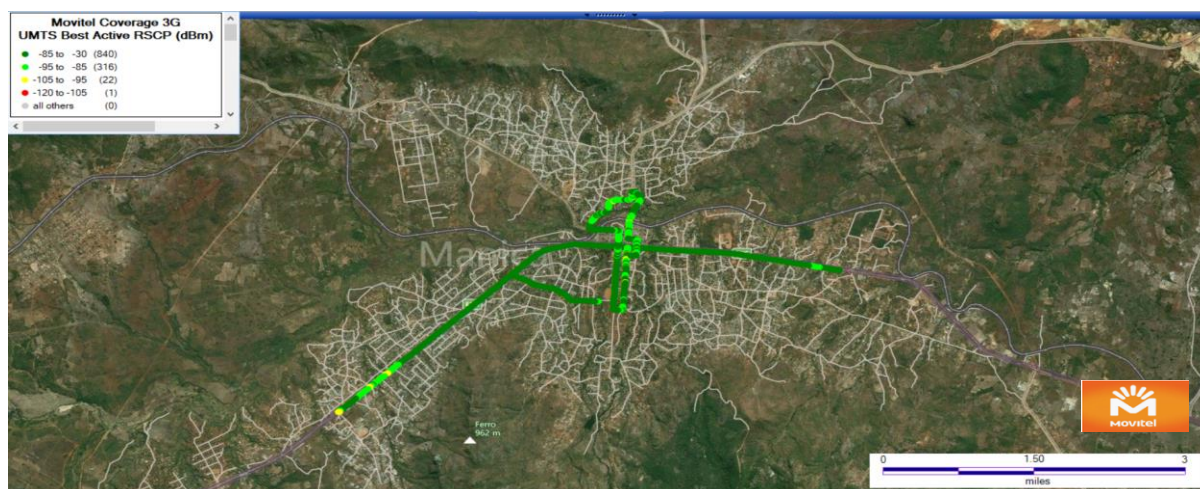 Movitel Coverage 3G
UMTS Best Active RSCP (dBm)
-85 to -30 (840)
-95 to -85 (316)
-105 to -95 (22)
-120 to -105 (1)
all others (0)
Ferro
962 m
MOVITEL
0 1.50 3
miles